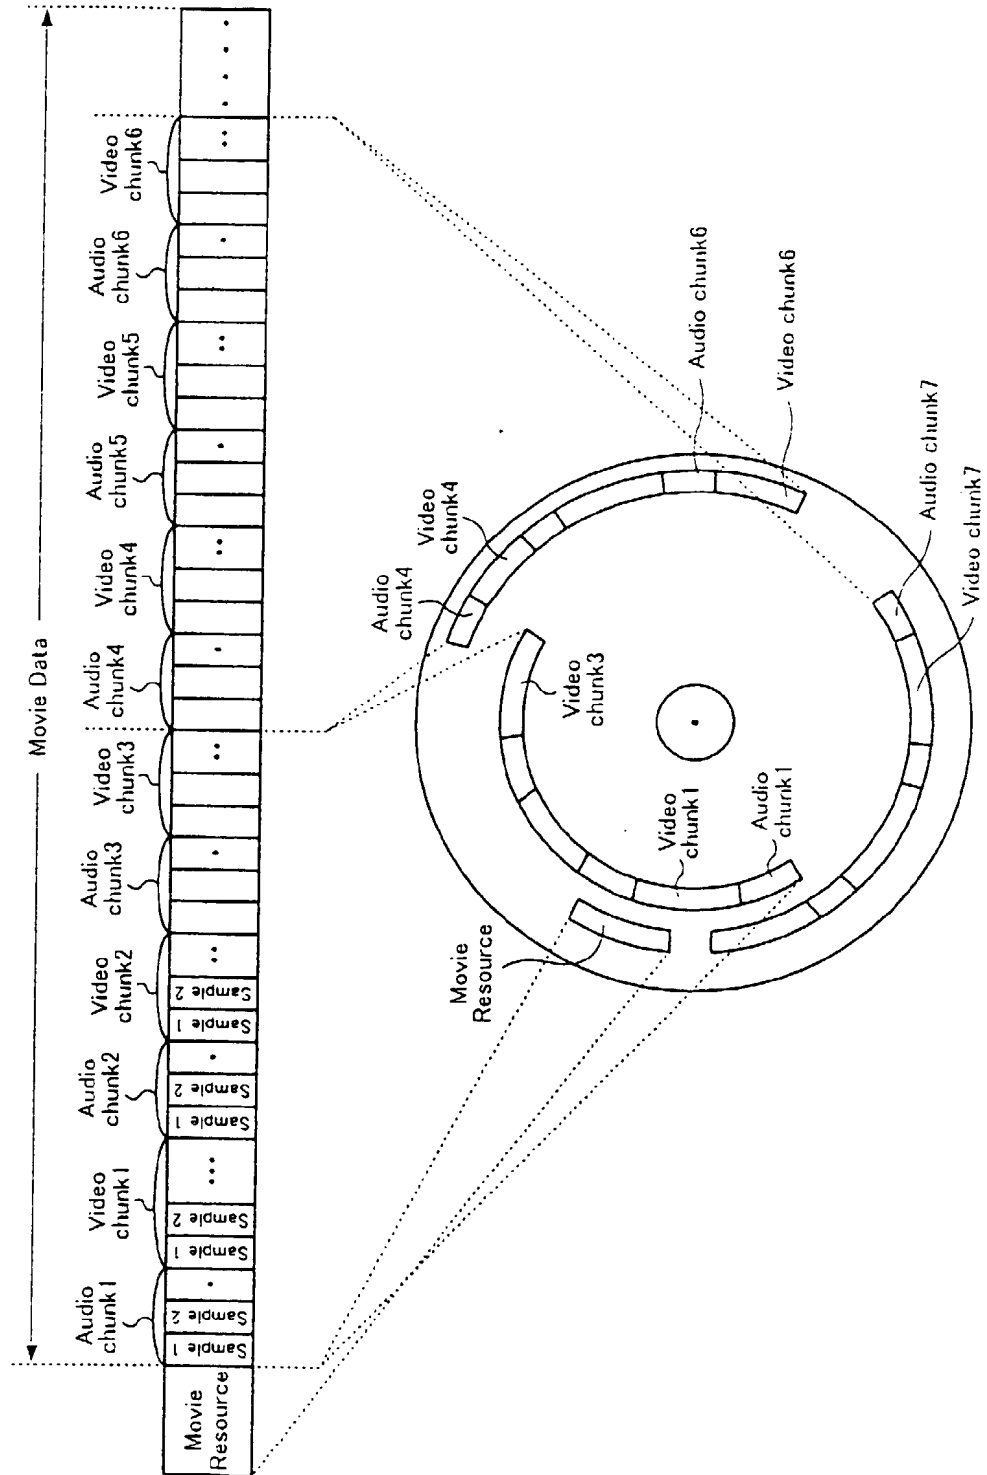 Movie Data
Audio
chunk1
Video
chunk1
Audio
chunk2
Video
chunk2
Audio
chunk3
Video
chunk3
Audio
chunk4
Video
chunk4
Audio
chunk5
Video
chunk5
Audio
chunk6
Video
chunk6
Movie
Resource
Sample 1
Sample 2
Sample 1
Sample 2
Sample 1
Sample 2
Sample 1
Sample 2
Movie
Resource
Audio
chunk4
Video
chunk4
Video
chunk3
Video
chunk1
Audio
chunk1
Audio chunk6
Video chunk6
Audio chunk7
Video chunk7